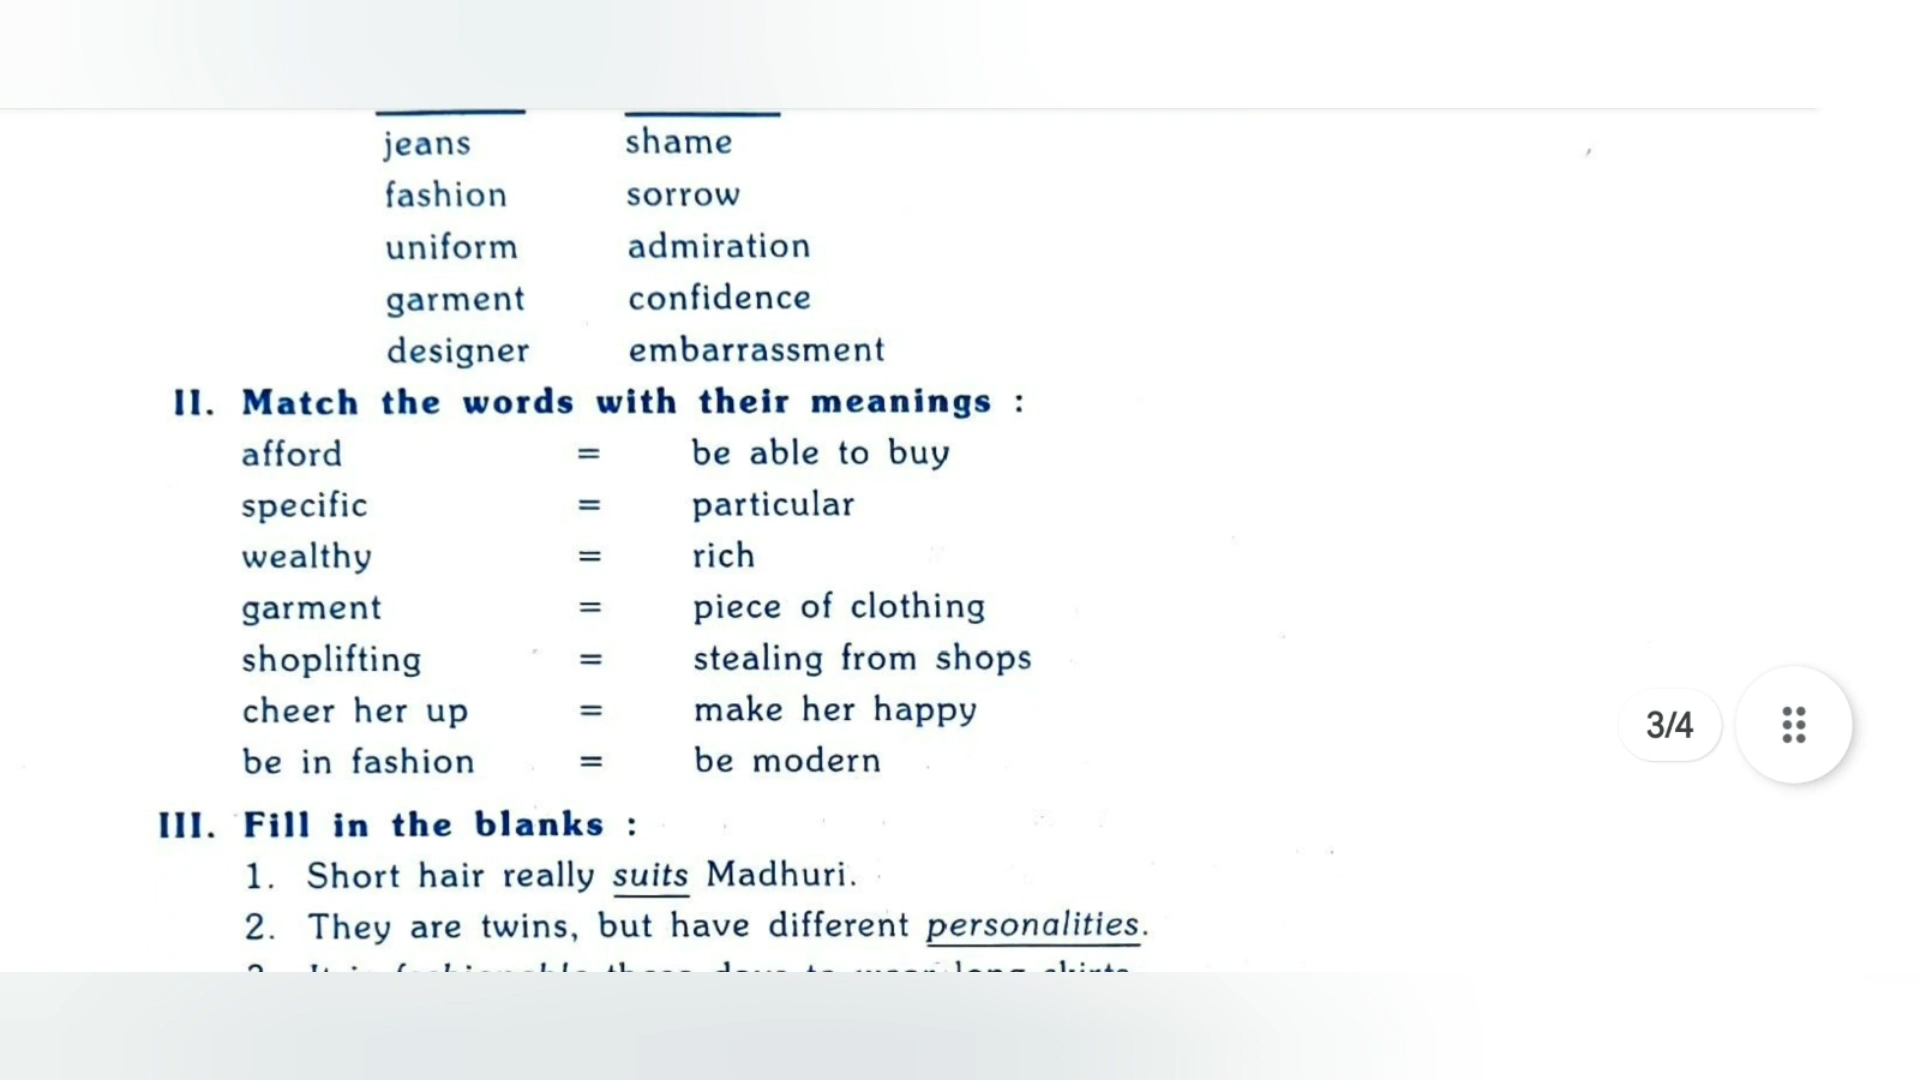 jeans shame
fashion sorrow
uniform admiration
garment confidence
designer embarrassment
II. Match the words with their meanings :
afford = be able to buy
specific = particular
wealthy = rich
garment = piece of clothing
shoplifting = stealing from shops
cheer her up = make her happy
be in fashion = be modern
3/4
III. Fill in the blanks :
1. Short hair really suits Madhuri.
2. They are twins, but have different personalities.